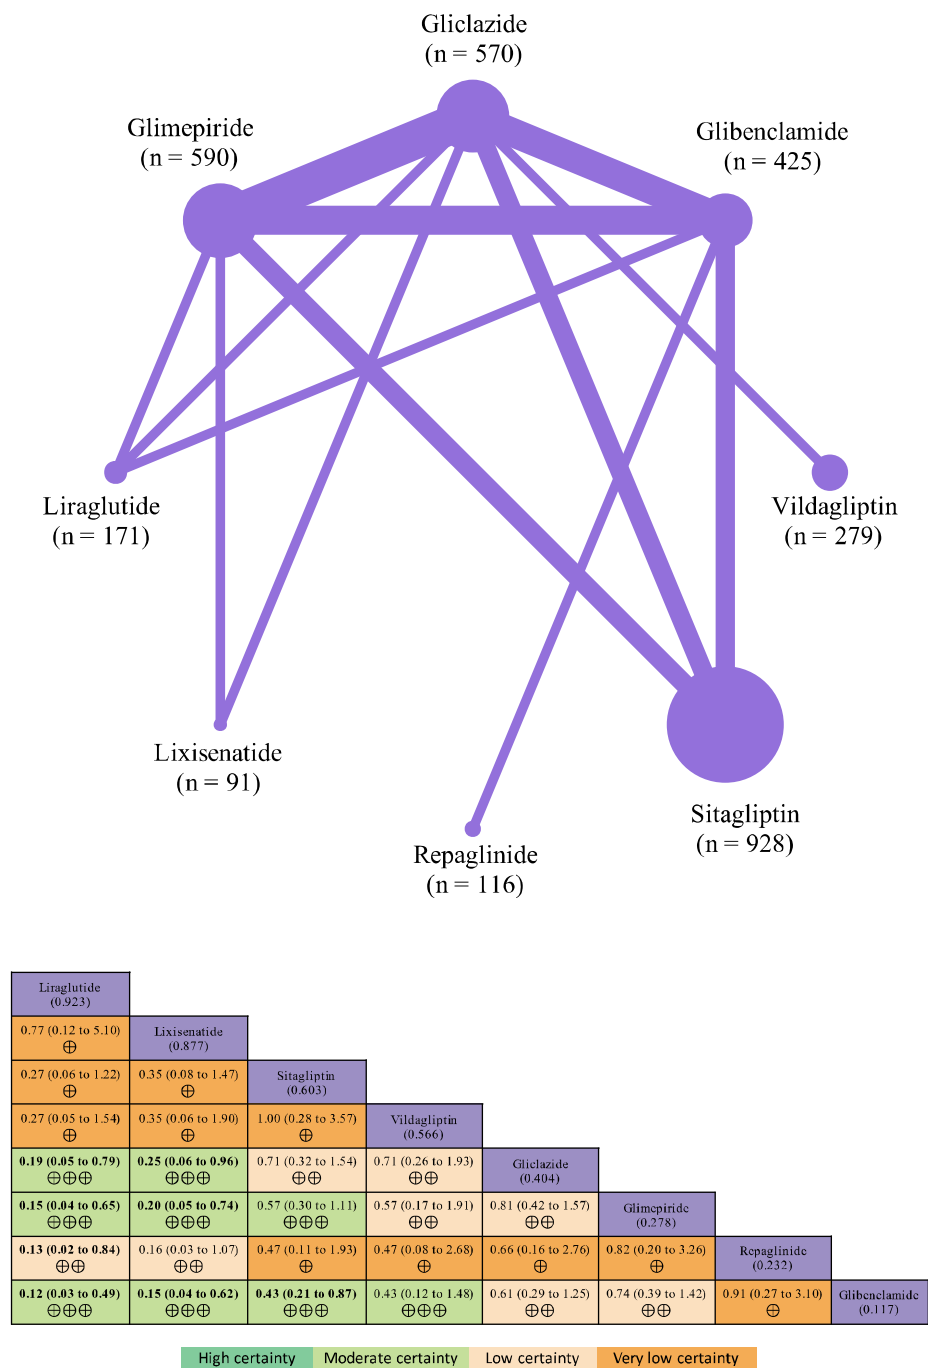 Gliclazide
(n = 570)
Glimepiride
(n = 590)
Glibenclamide
(n = 425)
Liraglutide
(n = 171)
Vildagliptin
(n = 279)
Lixisenatide
(n = 91)
Sitagliptin
(n = 928)
Repaglinide
(n = 116)
Liraglutide
(0.923)
0.77 (0.12 to 5.10) Lixisenatide
⊕ (0.877)
0.27 (0.06 to 1.22) 0.35 (0.08 to 1.47) Sitagliptin
⊕ ⊕ (0.603)
0.27 (0.05 to 1.54) 0.35 (0.06 to 1.90) 1.00 (0.28 to 3.57) Vildagliptin
⊕ ⊕ ⊕ (0.566)
0.19 (0.05 to 0.79) 0.25 (0.06 to 0.96) 0.71 (0.32 to 1.54) 0.71 (0.26 to 1.93) Gliclazide
⊕⊕⊕ ⊕⊕⊕ ⊕⊕ ⊕⊕ (0.404)
0.15 (0.04 to 0.65) 0.20 (0.05 to 0.74) 0.57 (0.30 to 1.11) 0.57 (0.17 to 1.91) 0.81 (0.42 to 1.57) Glimepiride
⊕⊕⊕ ⊕⊕⊕ ⊕⊕⊕ ⊕⊕ ⊕⊕ (0.278)
0.13 (0.02 to 0.84) 0.16 (0.03 to 1.07) 0.47 (0.11 to 1.93) 0.47 (0.08 to 2.68) 0.66 (0.16 to 2.76) 0.82 (0.20 to 3.26) Repaglinide
⊕⊕ ⊕⊕ ⊕ ⊕ ⊕ ⊕ (0.232)
0.12 (0.03 to 0.49) 0.15 (0.04 to 0.62) 0.43 (0.21 to 0.87) 0.43 (0.12 to 1.48) 0.61 (0.29 to 1.25) 0.74 (0.39 to 1.42) 0.91 (0.27 to 3.10) Glibenclamide
⊕⊕⊕ ⊕⊕⊕ ⊕⊕⊕ ⊕⊕⊕ ⊕⊕ ⊕⊕ ⊕ (0.117)
High certainty Moderate certainty Low certainty Very low certainty